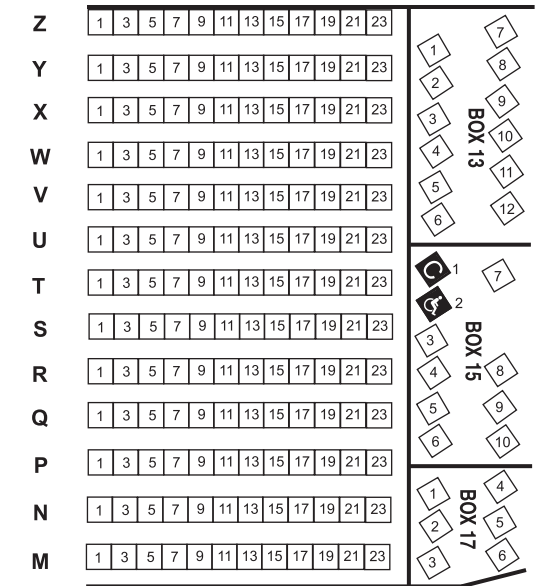 Z 1 3 5 7 9 11 13 15 17 19 21 23
Y 1 3 5 7 9 11 13 15 17 19 21 23
X 1 3 5 7 9 11 13 15 17 19 21 23
W 1 3 5 7 9 11 13 15 17 19 21 23
V 1 3 5 7 9 11 13 15 17 19 21 23
U 1 3 5 7 9 11 13 15 17 19 21 23
T 1 3 5 7 9 11 13 15 17 19 21 23
S 1 3 5 7 9 11 13 15 17 19 21 23
R 1 3 5 7 9 11 13 15 17 19 21 23
Q 1 3 5 7 9 11 13 15 17 19 21 23
P 1 3 5 7 9 11 13 15 17 19 21 23
N 1 3 5 7 9 11 13 15 17 19 21 23
M 1 3 5 7 9 11 13 15 17 19 21 23
BOX 13
1
2
3
4
5
6
7
8
9
10
11
12
BOX 15
C 1
2
3
4
5
6
7
8
9
10
BOX 17
1
2
3
4
5
6